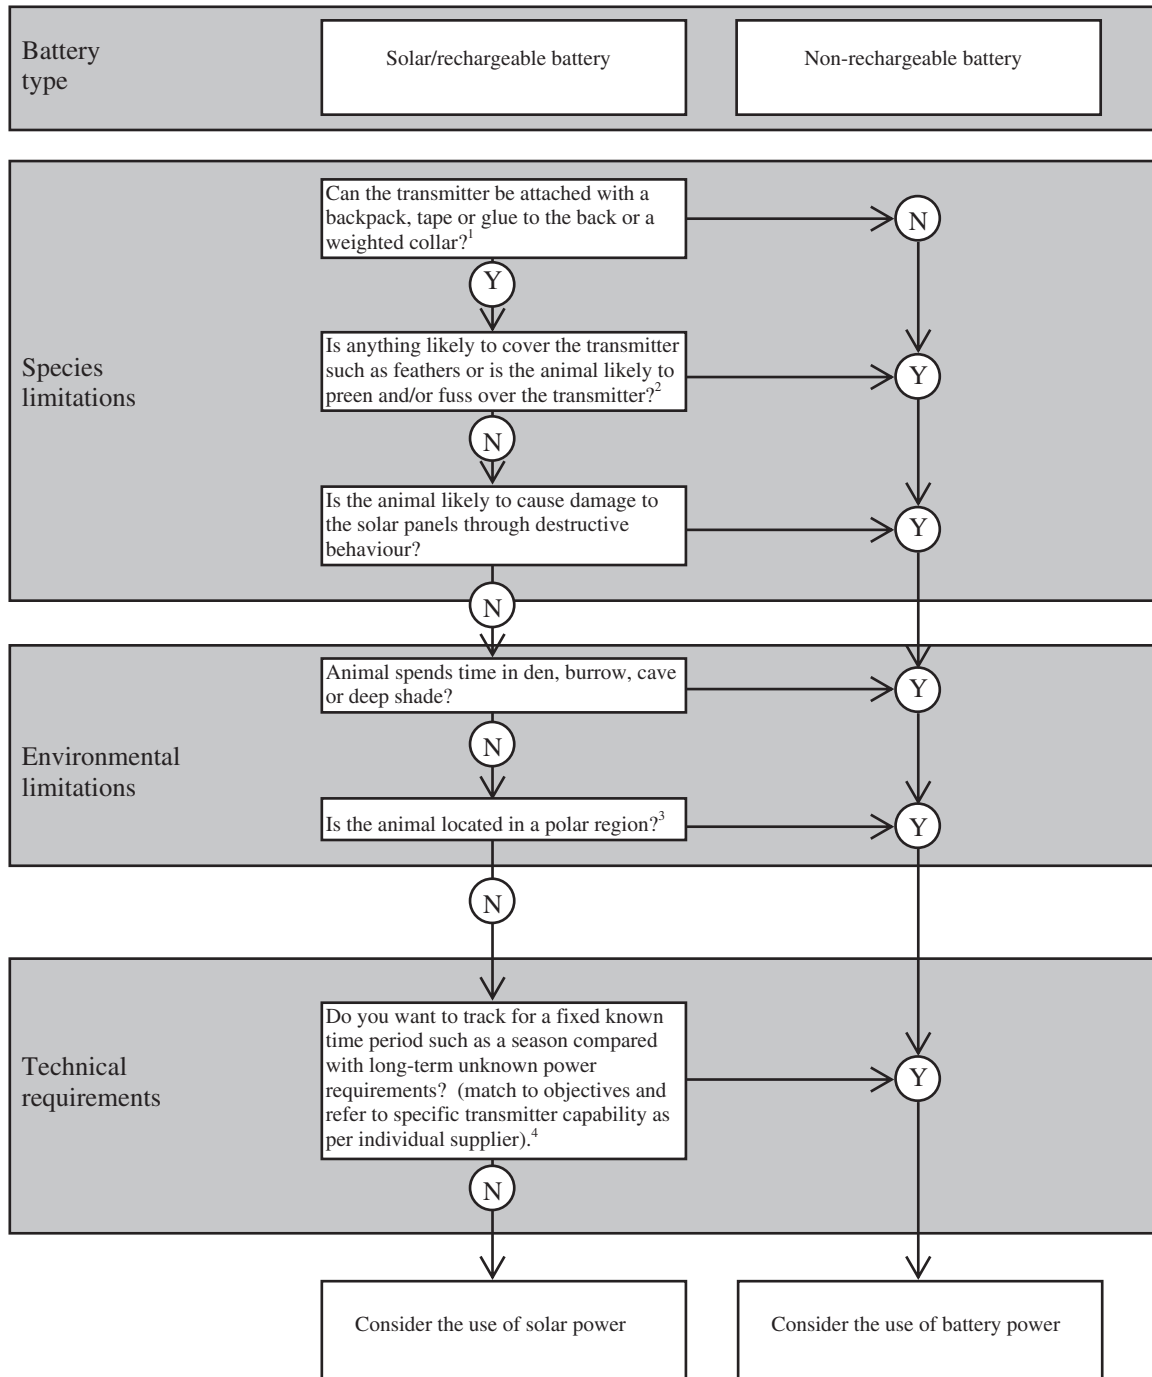 Battery
type
Solar/rechargeable battery
Non-rechargeable battery
Species
limitations
Can the transmitter be attached with a
backpack, tape or glue to the back or a
weighted collar?1
N
Y
Is anything likely to cover the transmitter
such as feathers or is the animal likely to
preen and/or fuss over the transmitter?2
Y
N
Is the animal likely to cause damage to
the solar panels through destructive
behaviour?
Y
N
Environmental
limitations
Animal spends time in den, burrow, cave
or deep shade?
Y
N
Is the animal located in a polar region?3
Y
N
Technical
requirements
Do you want to track for a fixed known
time period such as a season compared
with long-term unknown power
requirements?  (match to objectives and
refer to specific transmitter capability as
per individual supplier).4
Y
N
Consider the use of solar power
Consider the use of battery power